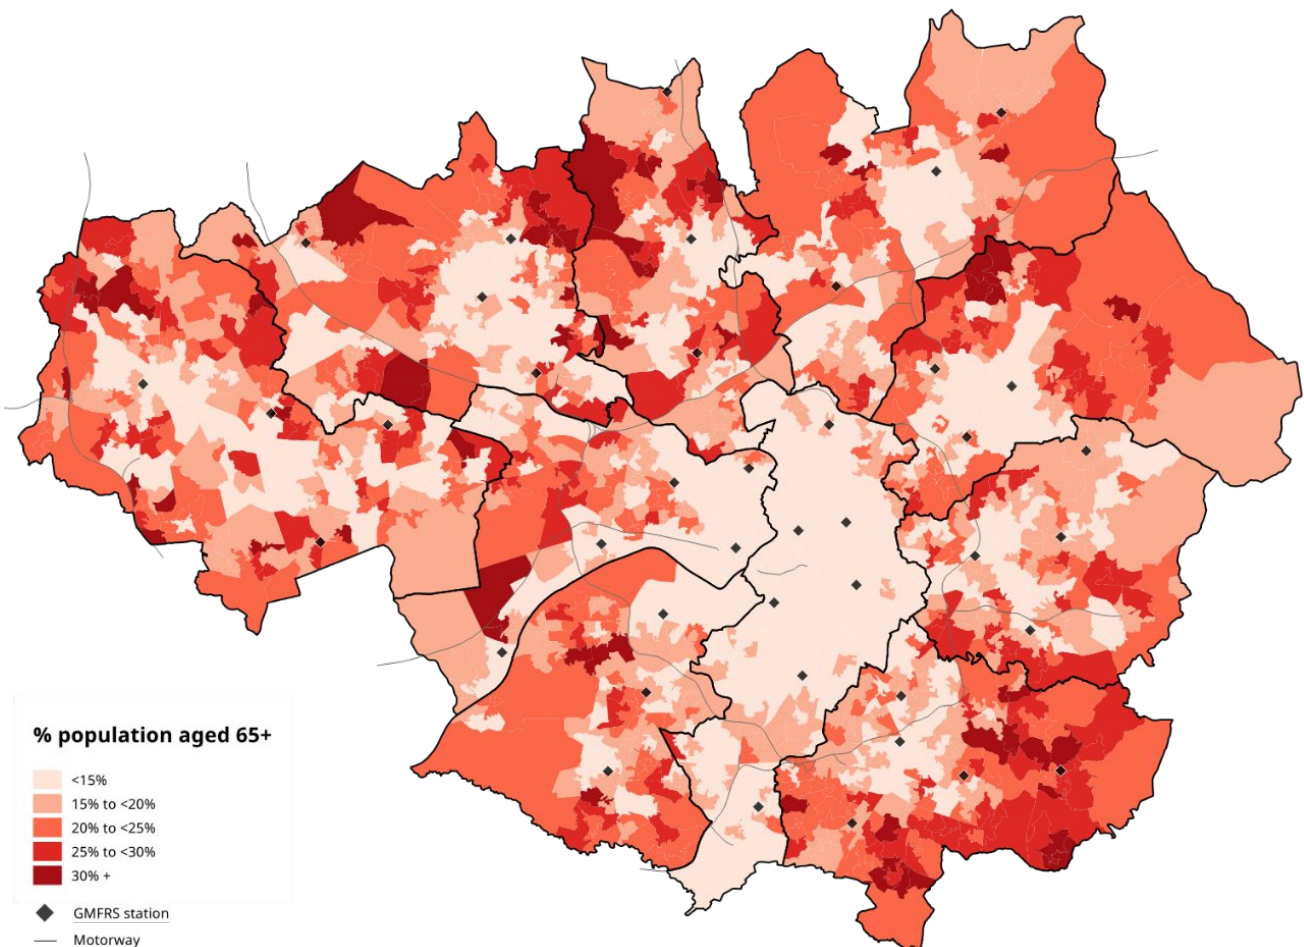 % population aged 65+
<15%
15% to <20%
20% to <25%
25% to <30%
30% +
GMFRS station
Motorway